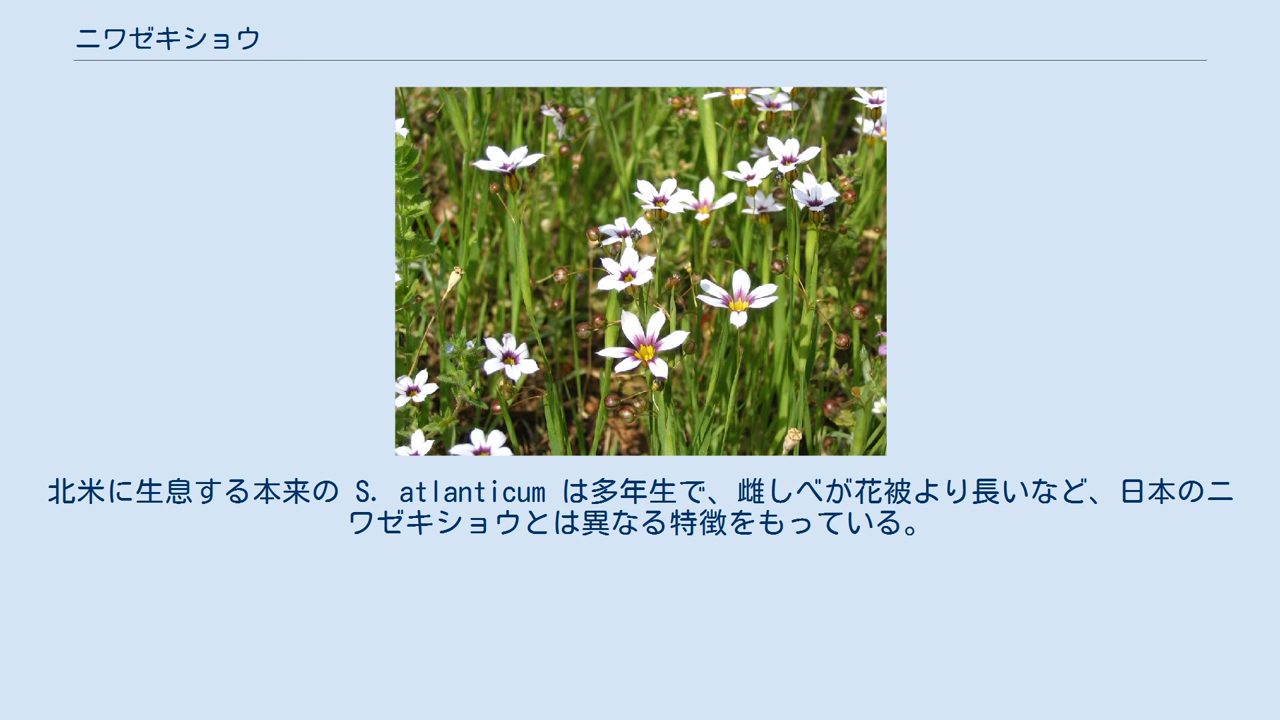 ニワゼキショウ
北米に生息する本来の S. atlanticum は多年生で、雌しべが花被より長いなど、日本のニ
ワゼキショウとは異なる特徴をもっている。